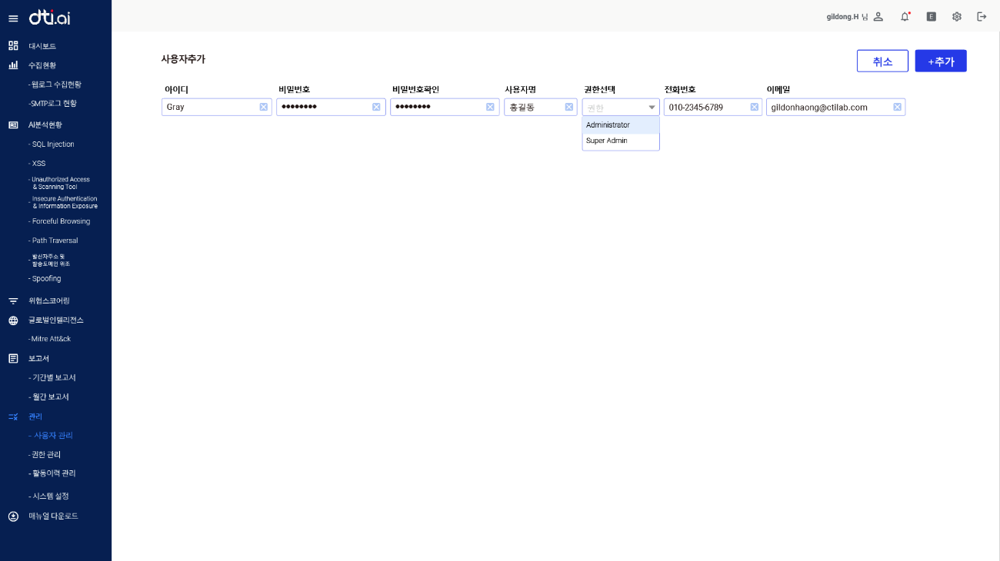 dti.ai
gildong.H 님
E
대시보드
수집현황
-웹로그 수집현황
-SMTP로그 현황
AI분석현황
- SQL Injection
- XSS
- Unauthorized Access
& Scanning Tool
- Insecure Authentication
& Information Exposure
- Forceful Browsing
- Path Traversal
- 발신자주소 및
발송도메인 위조
- Spoofing
위협스코어링
글로벌인텔리전스
-Mitre Att&ck
보고서
- 기간별 보고서
- 월간 보고서
관리
- 사용자 관리
-권한 관리
- 활동이력 관리
- 시스템 설정
매뉴얼 다운로드
사용자추가
취소
+추가
아이디 비밀번호 비밀번호확인 사용자명 권한선택 전화번호 이메일
Gray ●●●●●●●● ●●●●●●●● 홍길동 권한 010-2345-6789 gildonhaong@ctilab.com
Administrator
Super Admin